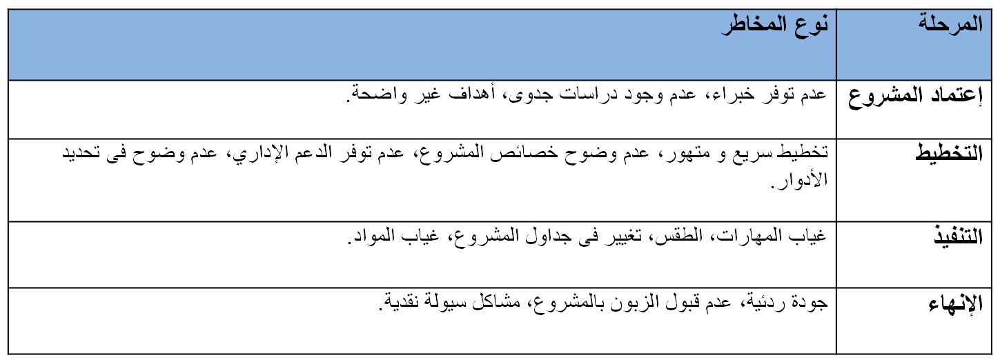 المرحلة
نوع المخاطر
إعتماد المشروع
عدم توفر خبراء، عدم وجود دراسات جدوى، أهداف غير واضحة.
التخطيط
تخطيط سريع و متهور، عدم وضوح خصائص المشروع، عدم توفر الدعم الإداري، عدم وضوح فى تحديد
الأدوار.
التنفيذ
غياب المهارات، الطقس، تغيير فى جداول المشروع، غياب المواد.
الإنهاء
جودة ردئية، عدم قبول الزبون بالمشروع، مشاكل سيولة نقدية.